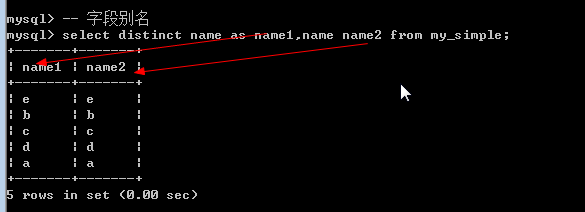 mysql> -- 字段别名
mysql> select distinct name as name1,name name2 from my_simple;
+-------+-------+
| name1 | name2 |
+-------+-------+
| e     | e     |
| b     | b     |
| c     | c     |
| d     | d     |
| a     | a     |
+-------+-------+
5 rows in set (0.00 sec)